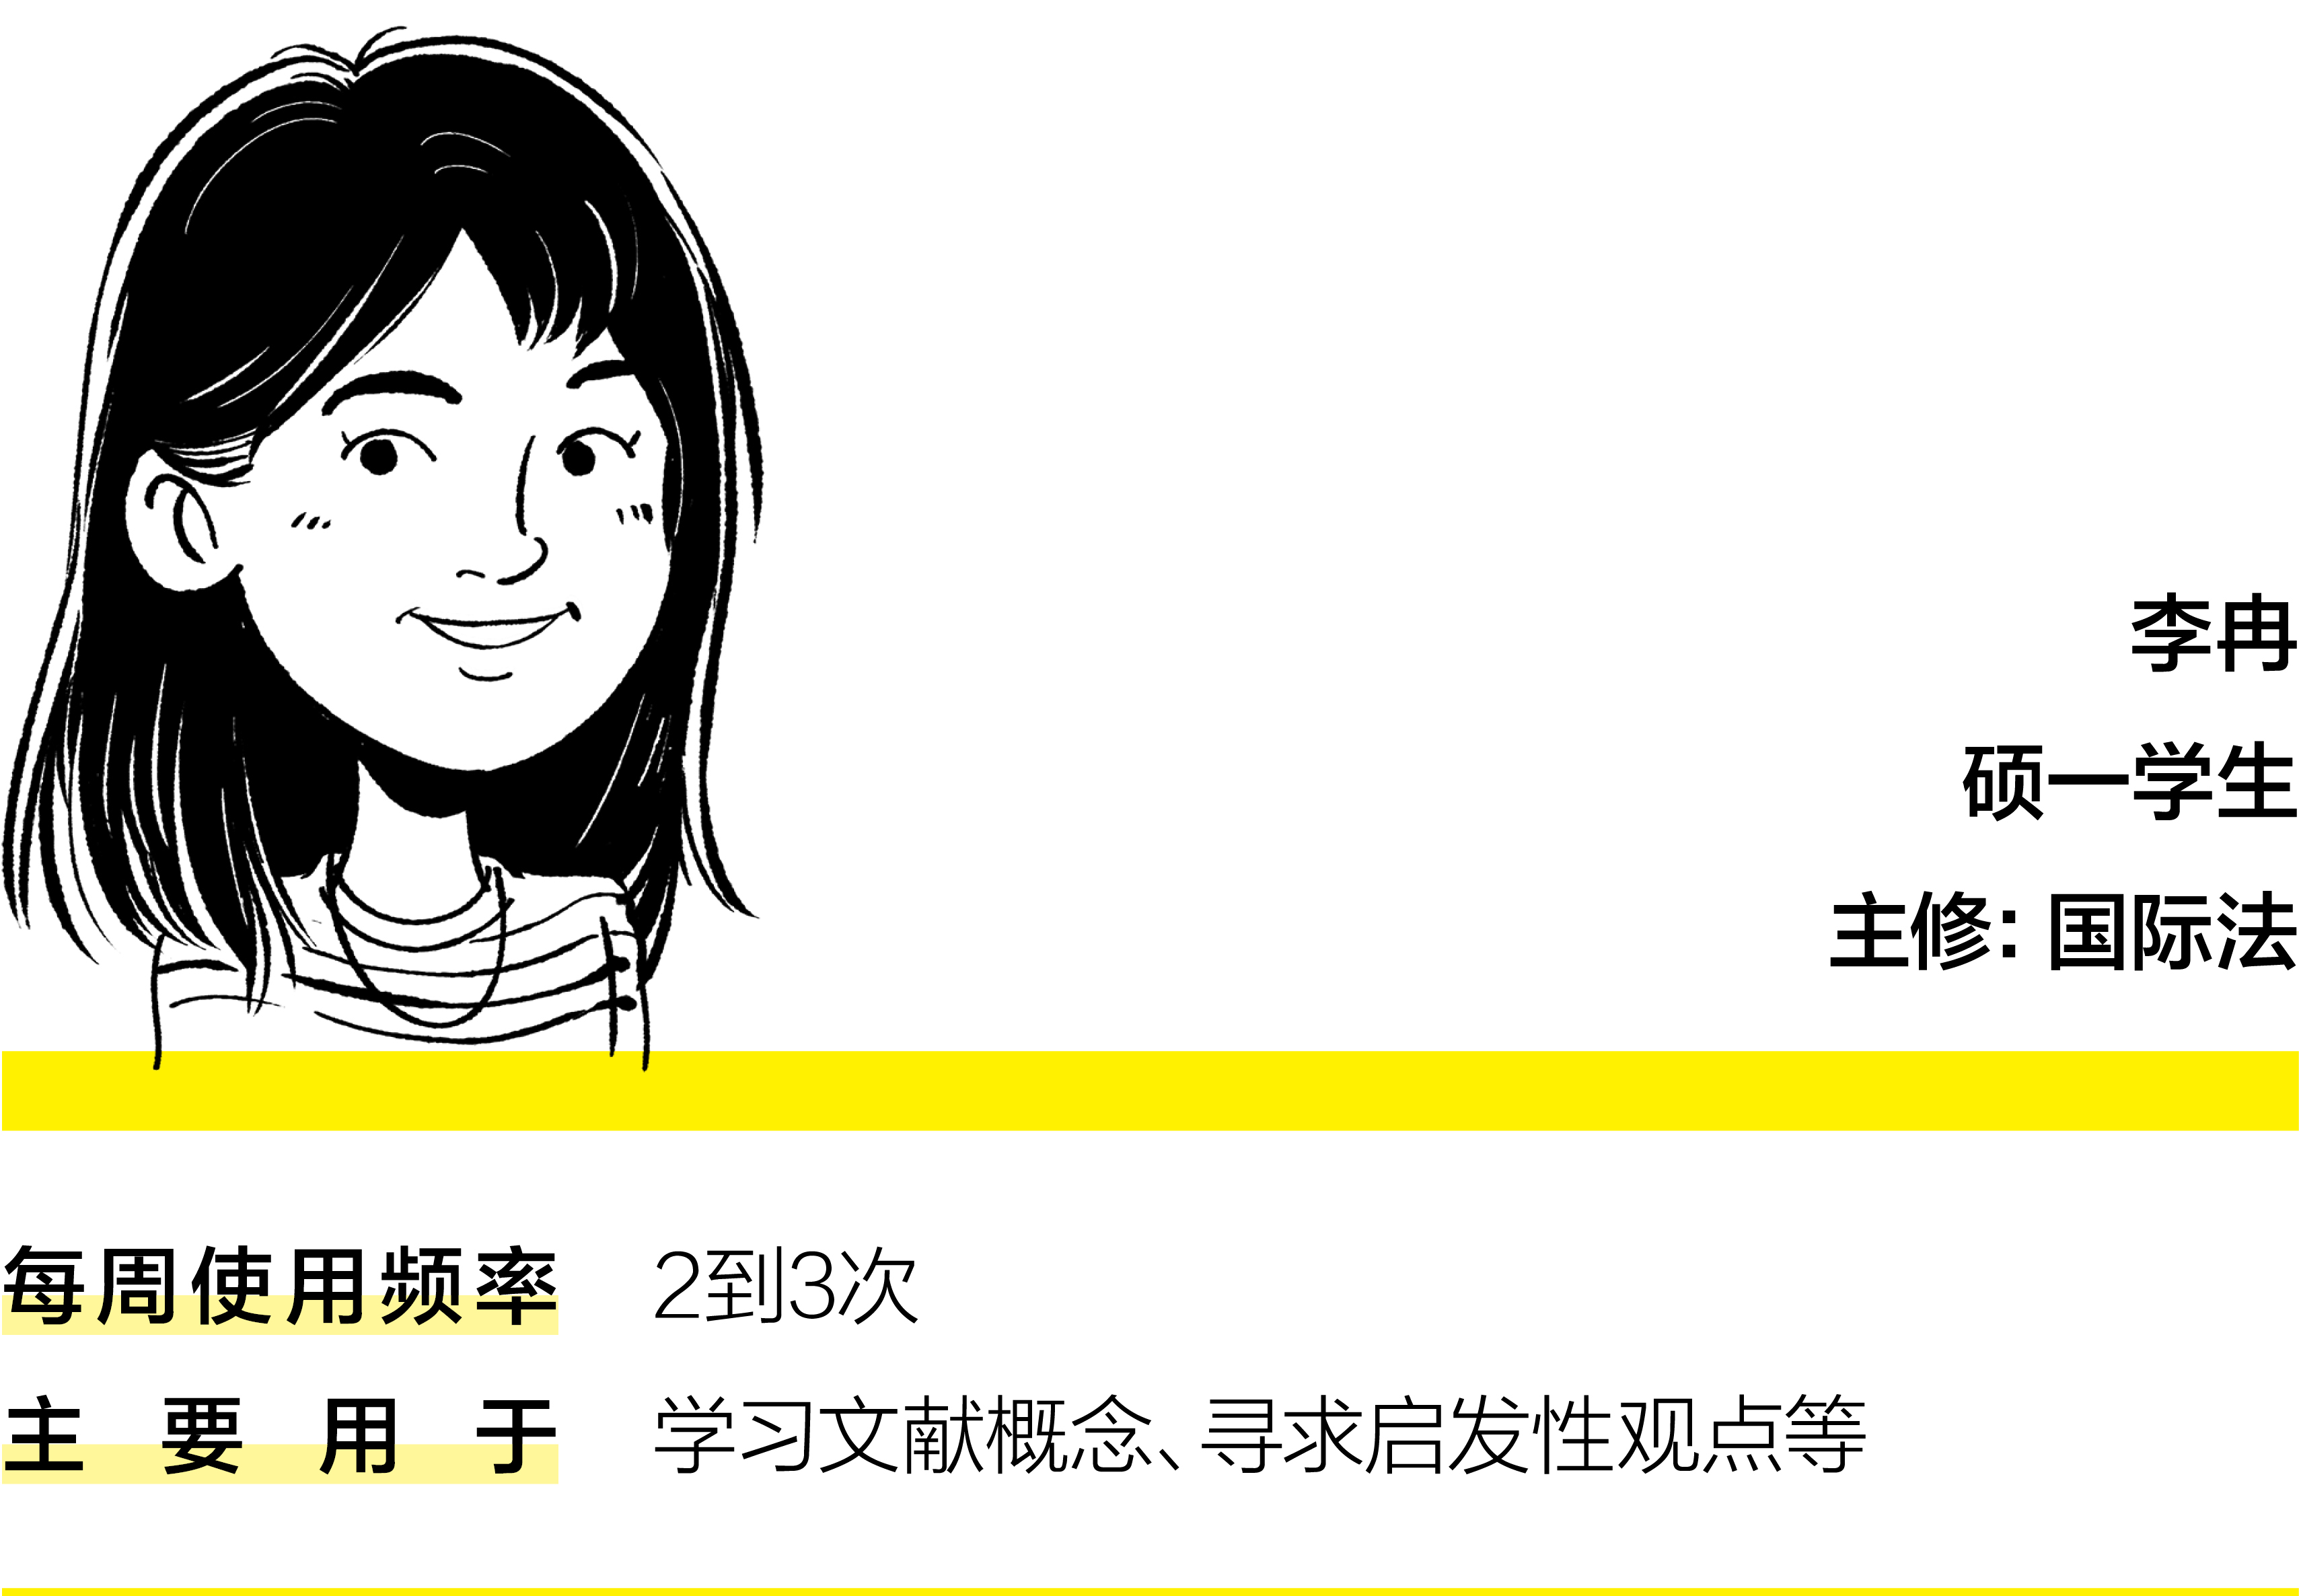 李冉
硕一学生
主修：国际法
每周使用频率 2到3次
主要用于 学习文献概念、寻求启发性观点等